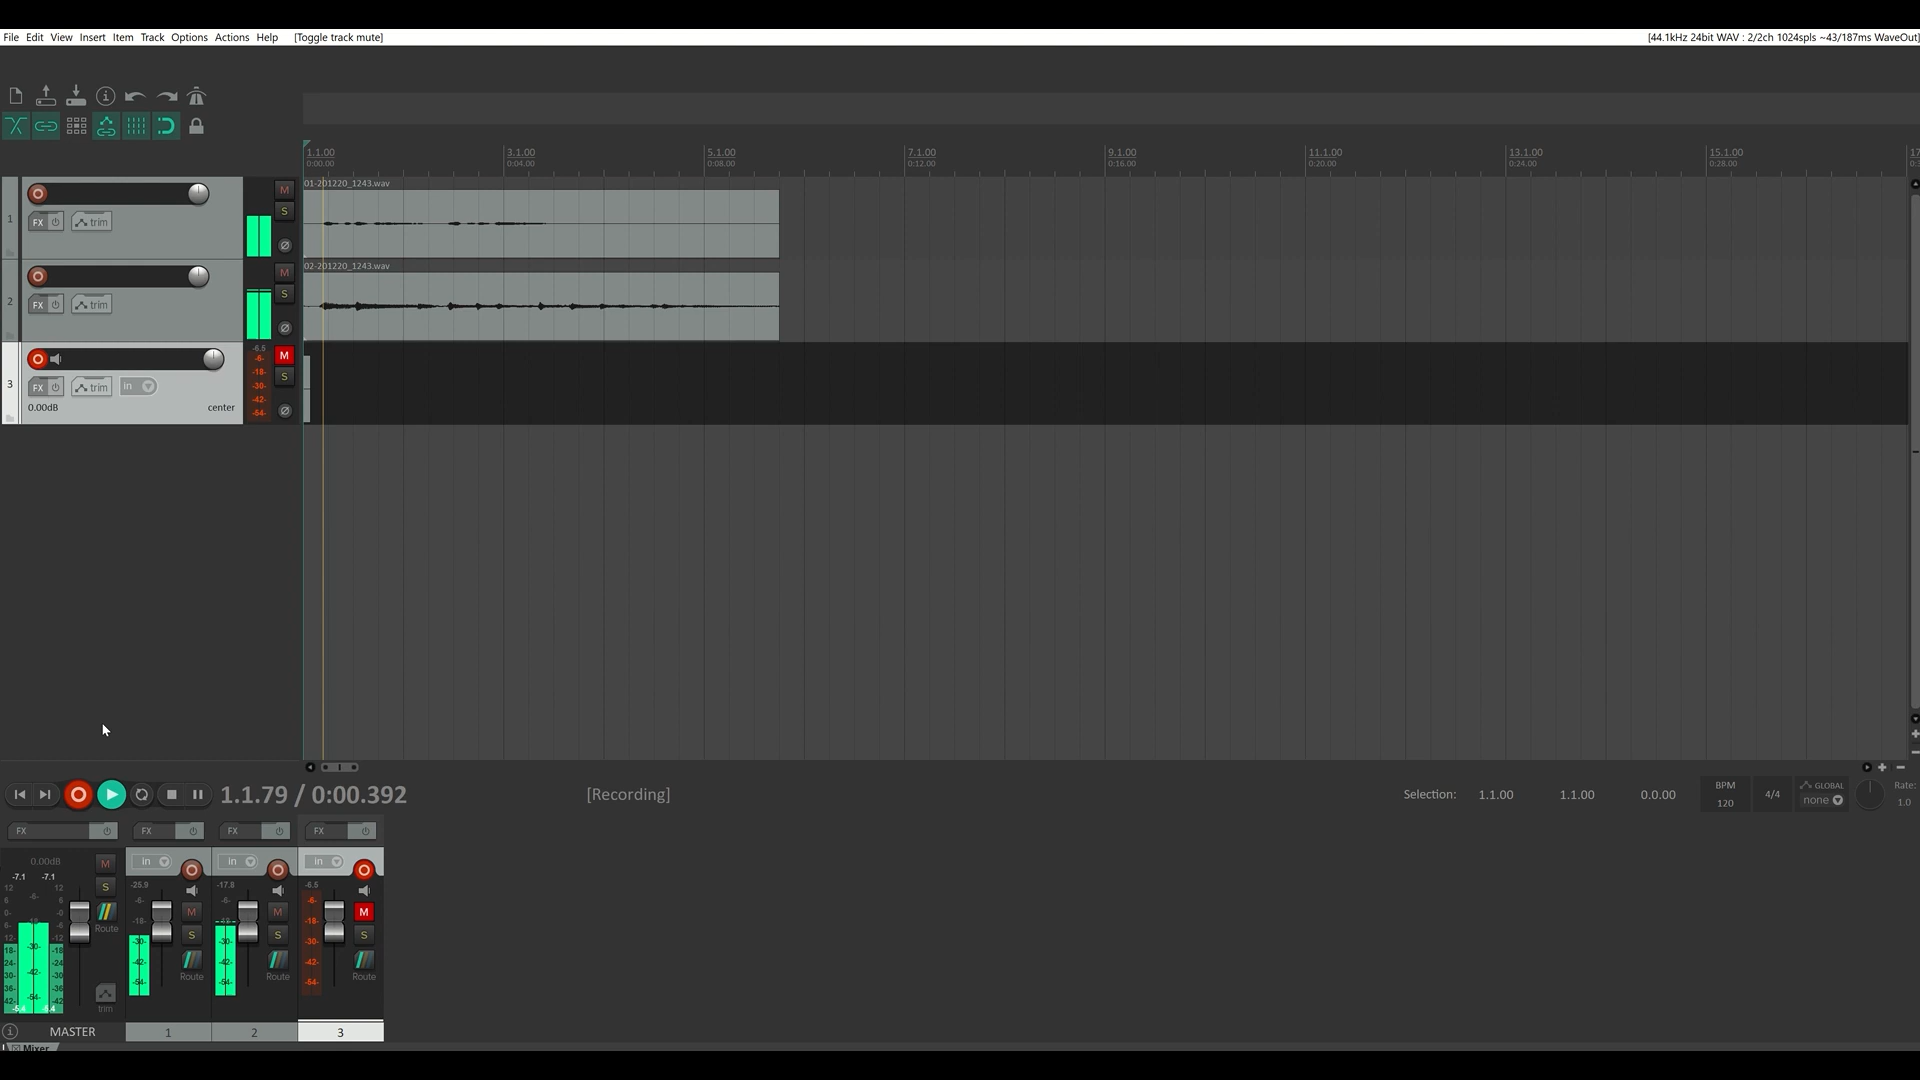 File Edit View Insert Item Track Options Actions Help [Toggle track mute] [44.1kHz 24bit WAV : 2/2ch 1024spls ~43/187ms WaveOut]
1.1.00 3.1.00 5.1.00 7.1.00 9.1.00 11.1.00 13.1.00 15.1.00
0:00.00 0:04.00 0:08.00 0:12.00 0:16.00 0:20.00 0:24.00 0:28.00
01-201220_1243.wav
1 M
S
FX trim
02-201220_1243.wav
2 M
S
FX trim
3 M
S
FX trim in
0.00dB center
-6.5
-6-
-18-
-30-
-42-
-54-
1.1.79 / 0:00.392 [Recording] Selection: 1.1.00 1.1.00 0.0.00
BPM
120
4/4
GLOBAL
none
Rate:
1.0
FX FX FX FX
0.00dB M in in in
-7.1 -7.1 S -25.9 -17.8 -6.5
M M M
S S S
Route Route Route Route
trim
MASTER 1 2 3
Mixer